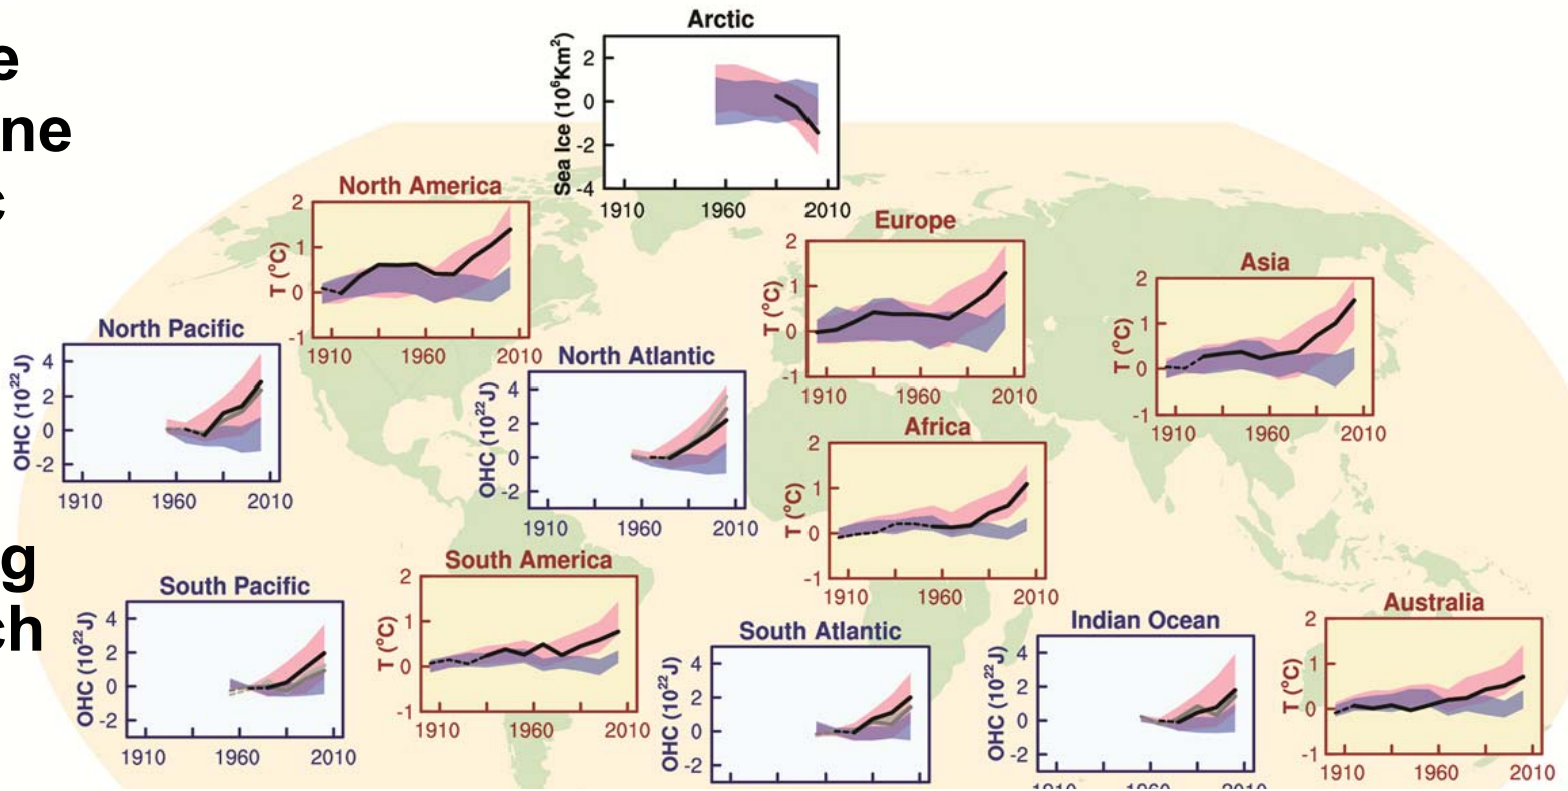 e
ne
c
g
ch
Arctic
Sea Ice (10⁶Km²)
2
0
-2
-4
1910 1960 2010
North America
T (°C)
2
1
0
-1
1910 1960 2010
Europe
T (°C)
2
1
0
-1
1910 1960 2010
Asia
T (°C)
2
1
0
-1
1910 1960 2010
North Pacific
OHC (10²²J)
4
2
0
-2
1910 1960 2010
North Atlantic
OHC (10²²J)
4
2
0
-2
1910 1960 2010
Africa
T (°C)
2
1
0
-1
1910 1960 2010
South Pacific
OHC (10²²J)
4
2
0
-2
1910 1960 2010
South America
T (°C)
2
1
0
-1
1910 1960 2010
South Atlantic
OHC (10²²J)
4
2
0
-2
Indian Ocean
OHC (10²²J)
4
2
0
-2
Australia
T (°C)
2
1
0
-1
1910 1960 2010